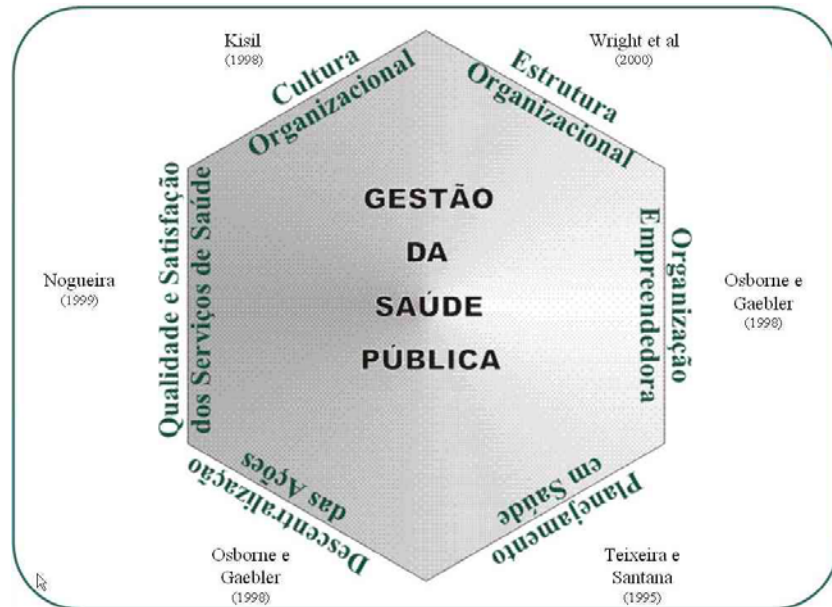 Kisil
(1998)
Wright et al
(2000)
Cultura
Organizacional
Estrutura
Organizacional
Qualidade e Satisfação
dos Serviços de Saúde
GESTÃO
DA
SAÚDE
PÚBLICA
Organização
Empreendedora
Nogueira
(1999)
Osborne e
Gaebler
(1998)
Descentralização
das Ações
Planejamento
em Saúde
Osborne e
Gaebler
(1998)
Teixeira e
Santana
(1995)